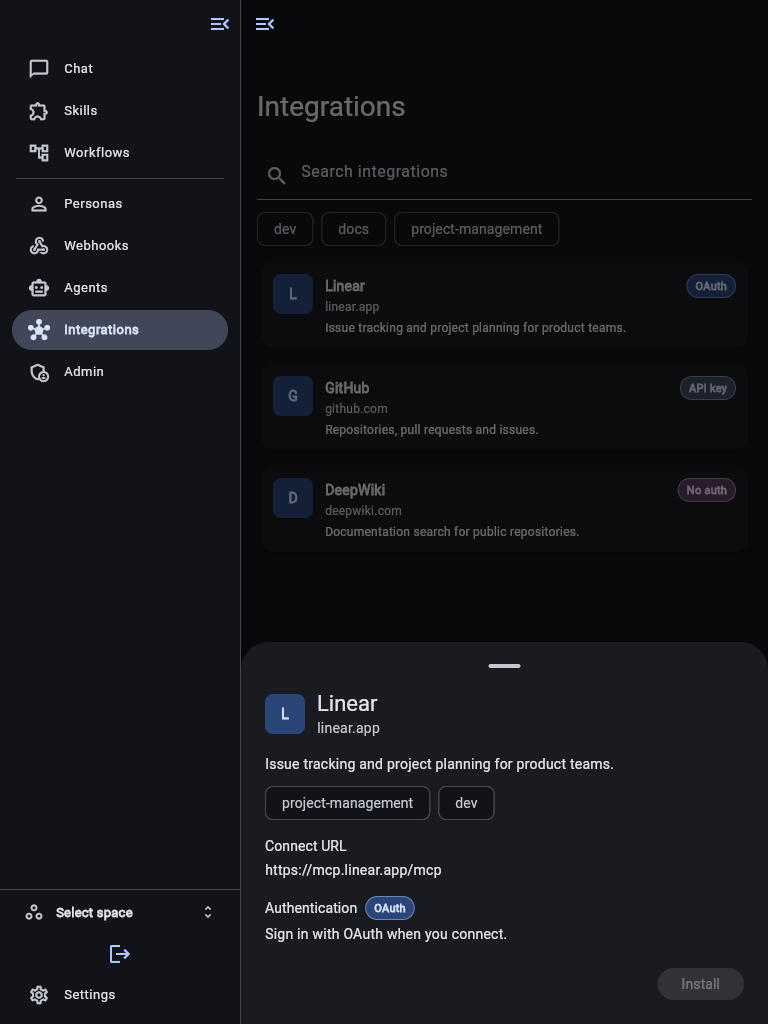 Chat
Skills
Workflows
Personas
Webhooks
Agents
Integrations
Admin
Select space
Settings
Integrations
Search integrations
dev docs project-management
L Linear OAuth
linear.app
Issue tracking and project planning for product teams.
G GitHub API key
github.com
Repositories, pull requests and issues.
D DeepWiki No auth
deepwiki.com
Documentation search for public repositories.
L Linear
linear.app
Issue tracking and project planning for product teams.
project-management dev
Connect URL
https://mcp.linear.app/mcp
Authentication OAuth
Sign in with OAuth when you connect.
Install